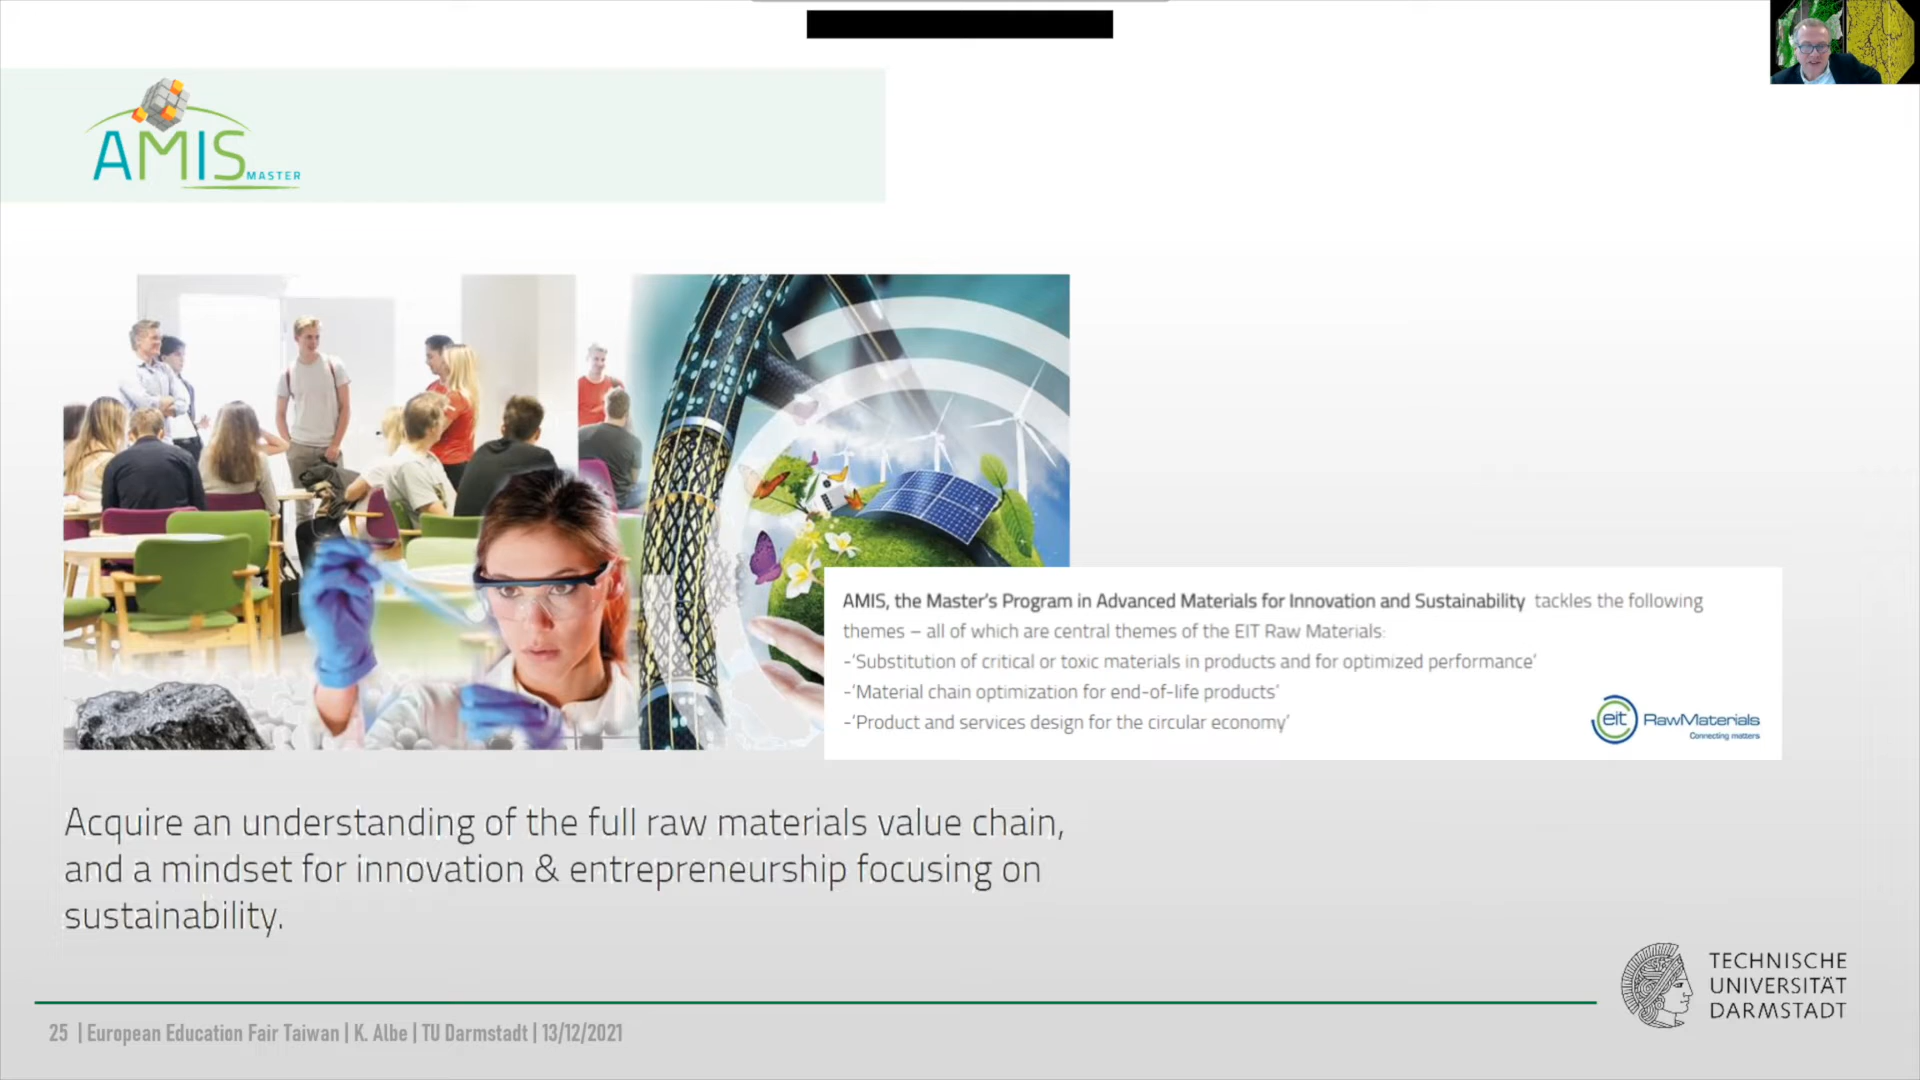 AMIS MASTER
AMIS, the Master's Program in Advanced Materials for Innovation and Sustainability tackles the following
themes – all of which are central themes of the EIT Raw Materials:
-'Substitution of critical or toxic materials in products and for optimized performance'
-'Material chain optimization for end-of-life products'
-'Product and services design for the circular economy'
eit RawMaterials
Connecting matters
Acquire an understanding of the full raw materials value chain,
and a mindset for innovation & entrepreneurship focusing on
sustainability.
TECHNISCHE
UNIVERSITÄT
DARMSTADT
25 | European Education Fair Taiwan | K. Albe | TU Darmstadt | 13/12/2021